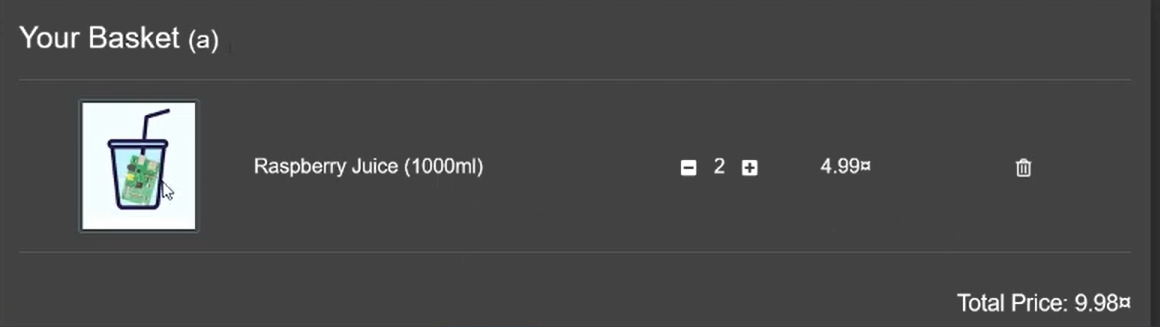 Your Basket (a)
Raspberry Juice (1000ml) 2 4.99¤
Total Price: 9.98¤